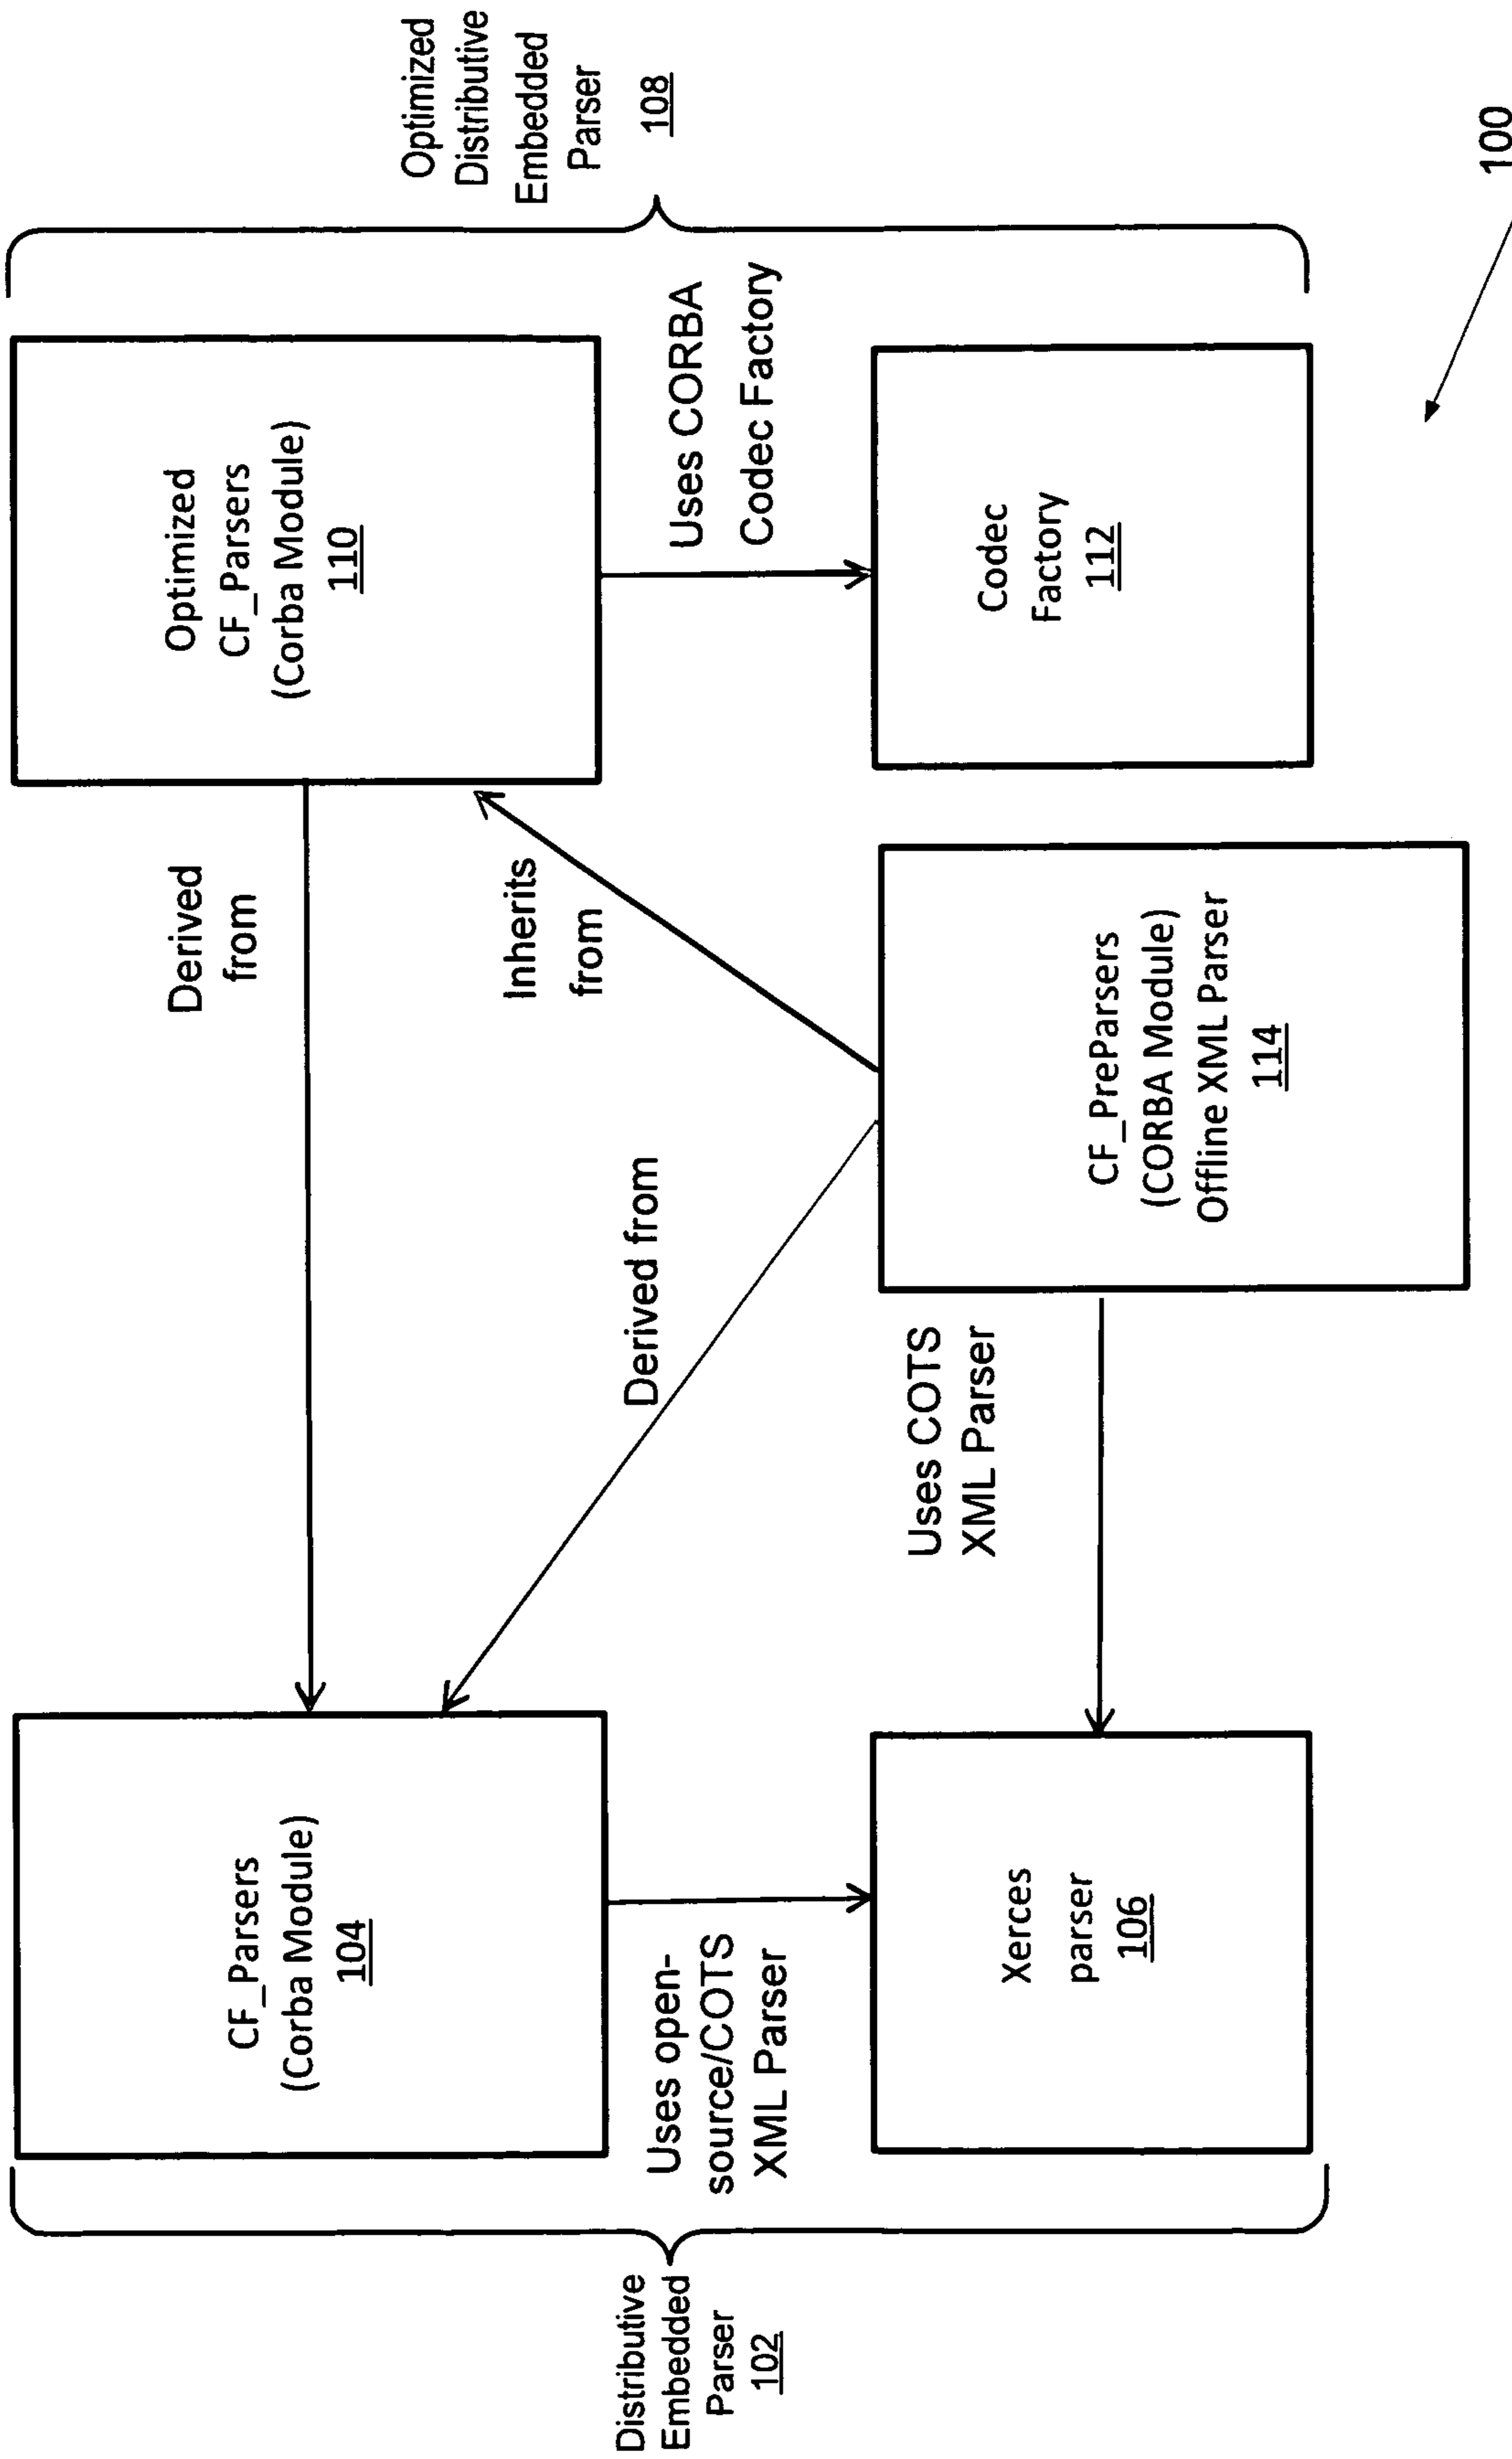 Distributive
Embedded
Parser
102
CF_Parsers
(Corba Module)
104
Uses open-
source/COTS
XML Parser
Xerces
parser
106
Derived
from
Derived from
Inherits
from
Uses COTS
XML Parser
CF_PreParsers
(CORBA Module)
Offline XML Parser
114
Optimized
CF_Parsers
(Corba Module)
110
Uses CORBA
Codec Factory
Codec
Factory
112
Optimized
Distributive
Embedded
Parser
108
100